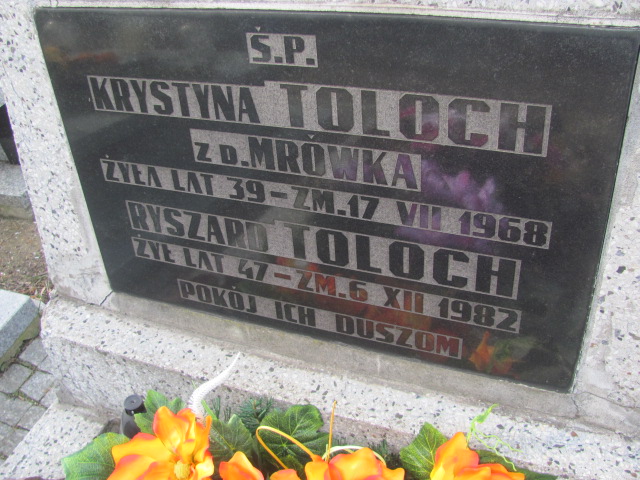 Ś.P.
KRYSTYNA TOLOCH
Z D. MRÓWKA
ŻYŁA LAT 39 – ZM. 17 VII 1968
RYSZARD TOLOCH
ŻYŁ LAT 47 – ZM. 6 XII 1982
POKÓJ ICH DUSZOM